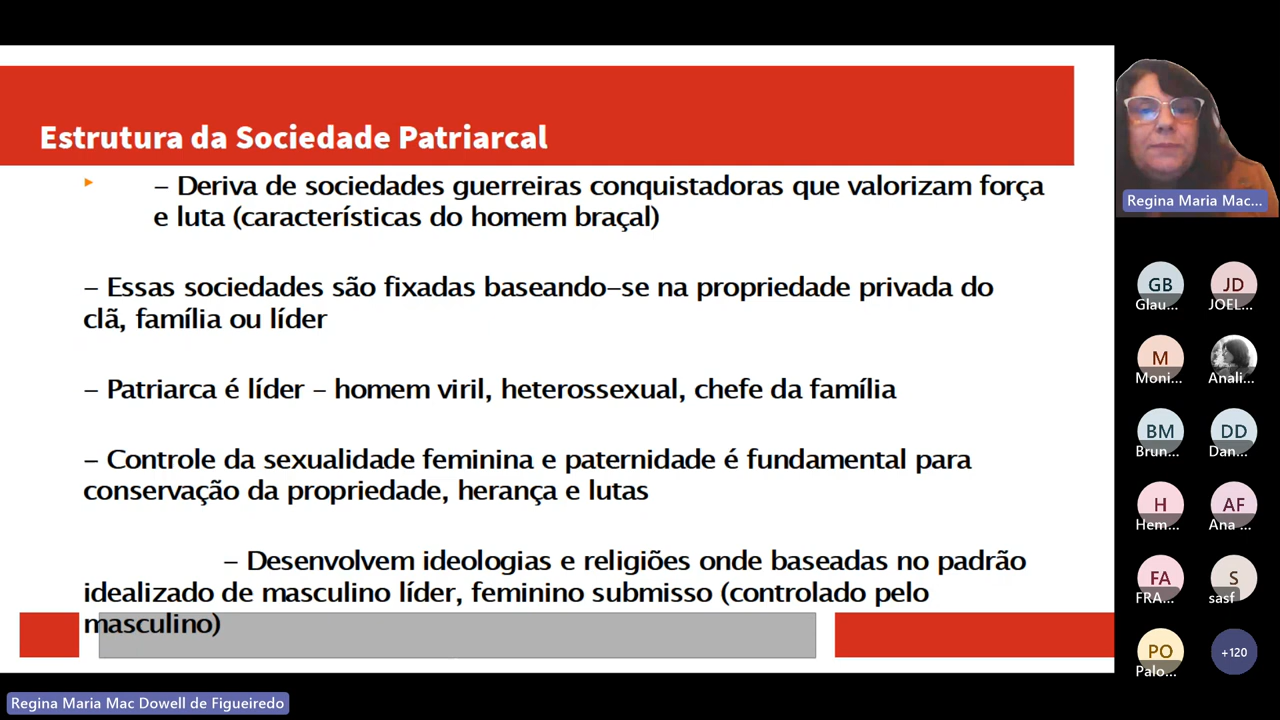 Estrutura da Sociedade Patriarcal
– Deriva de sociedades guerreiras conquistadoras que valorizam força
e luta (características do homem braçal)
– Essas sociedades são fixadas baseando–se na propriedade privada do
clã, família ou líder
– Patriarca é líder – homem viril, heterossexual, chefe da família
– Controle da sexualidade feminina e paternidade é fundamental para
conservação da propriedade, herança e lutas
– Desenvolvem ideologias e religiões onde baseadas no padrão
idealizado de masculino líder, feminino submisso (controlado pelo
masculino)
Regina Maria Mac...
GB
Glau...
JD
JOEL...
M
Moni...
Anali...
BM
Brun...
DD
Dan...
H
Hem...
AF
Ana ...
FA
FRA...
S
sasf
PO
Palo...
+120
Regina Maria Mac Dowell de Figueiredo